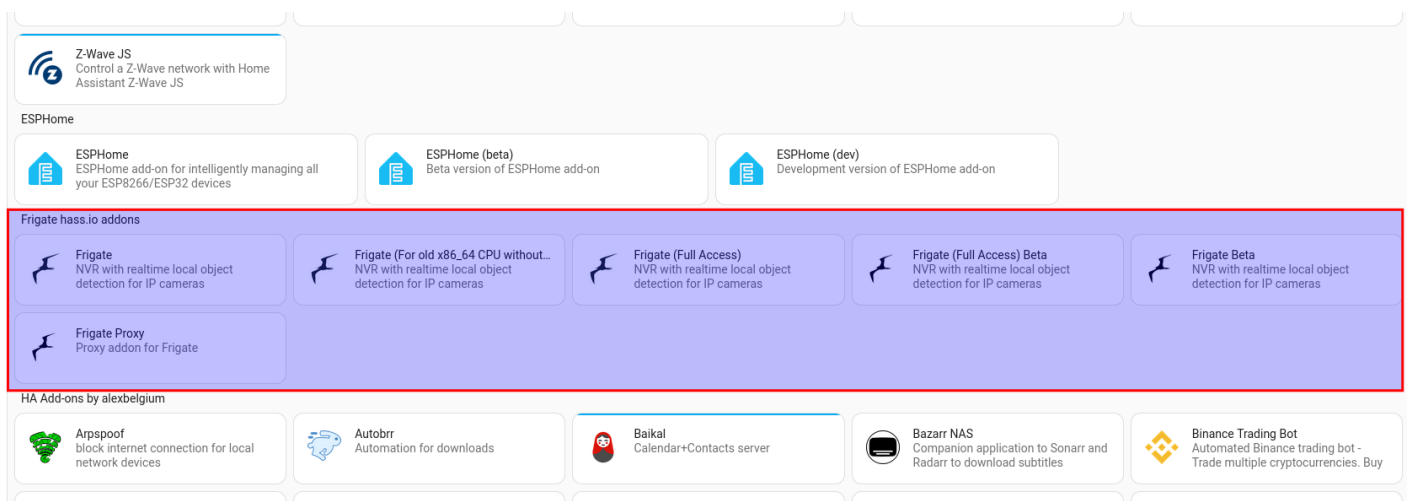 Z-Wave JS
Control a Z-Wave network with Home
Assistant Z-Wave JS
ESPHome
ESPHome
ESPHome add-on for intelligently managing all
your ESP8266/ESP32 devices
ESPHome (beta)
Beta version of ESPHome add-on
ESPHome (dev)
Development version of ESPHome add-on
Frigate hass.io addons
Frigate
NVR with realtime local object
detection for IP cameras
Frigate (For old x86_64 CPU without...
NVR with realtime local object
detection for IP cameras
Frigate (Full Access)
NVR with realtime local object
detection for IP cameras
Frigate (Full Access) Beta
NVR with realtime local object
detection for IP cameras
Frigate Beta
NVR with realtime local object
detection for IP cameras
Frigate Proxy
Proxy addon for Frigate
HA Add-ons by alexbelgium
Arpspoof
block internet connection for local
network devices
Autobrr
Automation for downloads
Baikal
Calendar+Contacts server
Bazarr NAS
Companion application to Sonarr and
Radarr to download subtitles
Binance Trading Bot
Automated Binance trading bot -
Trade multiple cryptocurrencies. Buy